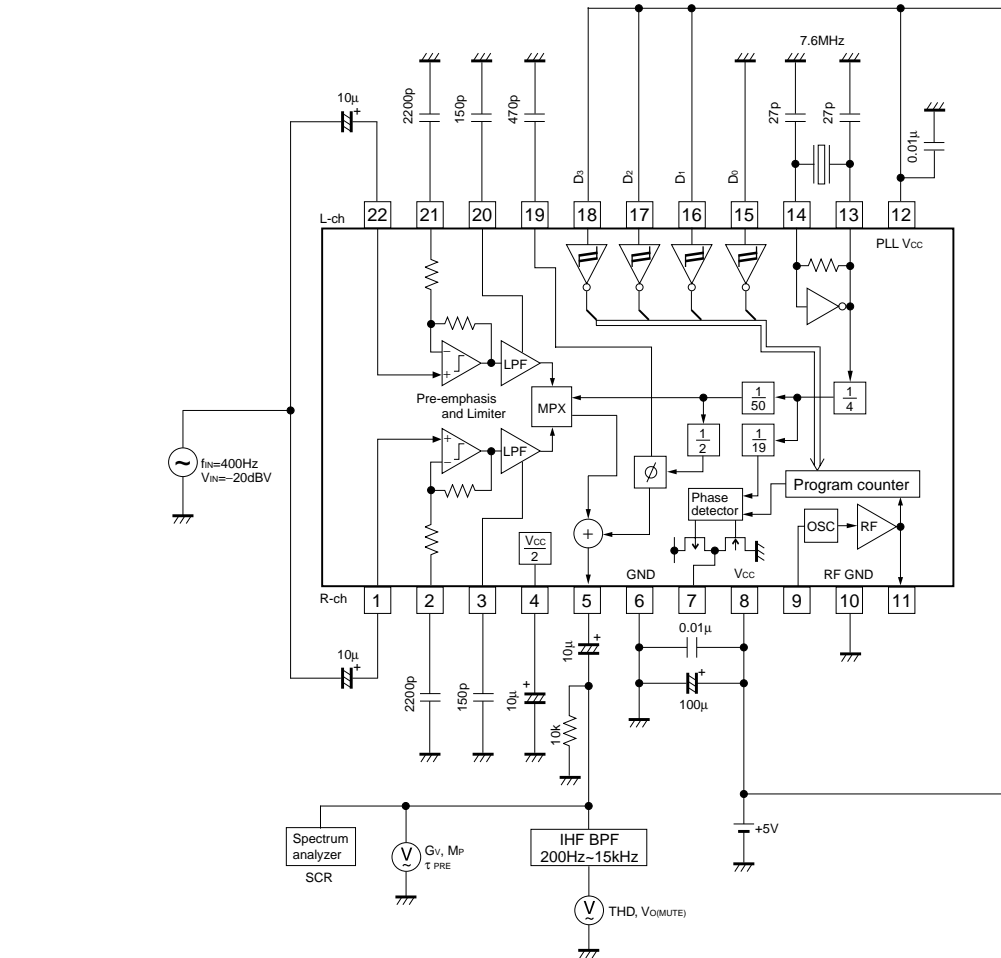 7.6MHz
10μ
+
2200p
150p
470p
D3
D2
D1
D0
27p
27p
0.01μ
L-ch
22
21
20
19
18
17
16
15
14
13
12
PLL VCC
−
+
LPF
Pre-emphasis
and Limiter
MPX
1/50
1/4
1/2
1/19
+
−
LPF
ϕ
Program counter
Phase
detector
OSC
RF
VCC/2
+
GND
VCC
RF GND
R-ch
1
2
3
4
5
6
7
8
9
10
11
fIN=400Hz
VIN=−20dBV
~
10μ
+
2200p
150p
10μ
+
10μ
+
10k
0.01μ
+
100μ
+5V
Spectrum
analyzer
SCR
V
~
GV, MP
τ PRE
IHF BPF
200Hz~15kHz
V
~
THD, VO(MUTE)